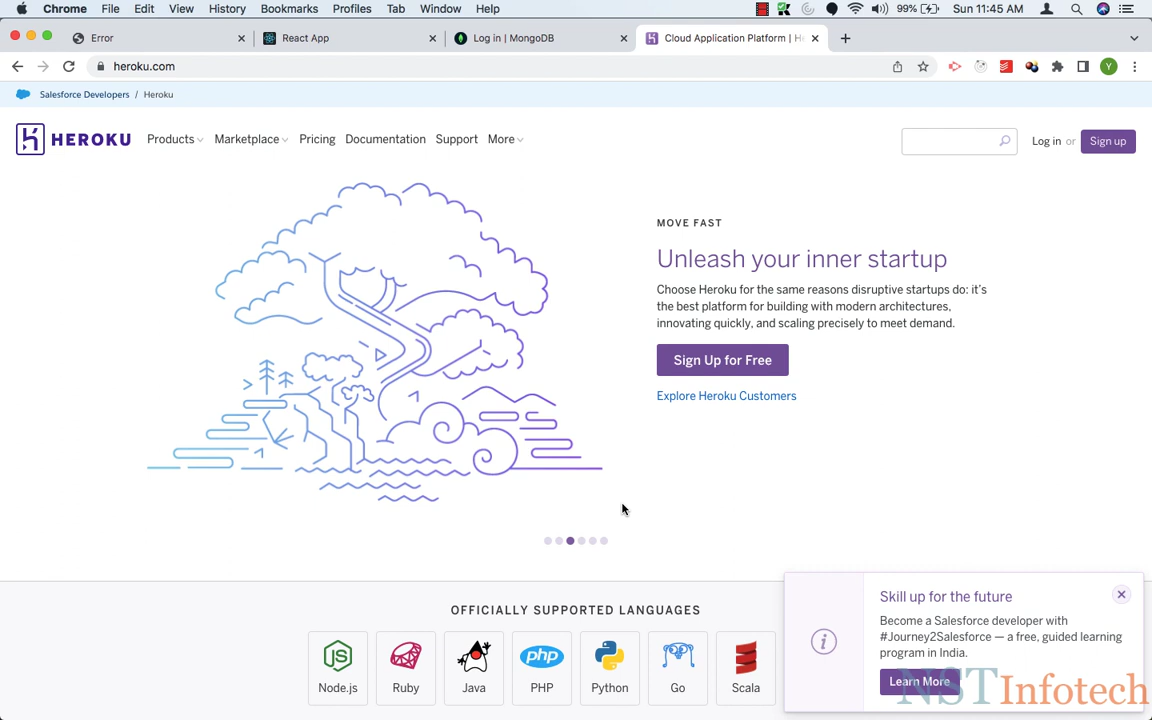 Chrome File Edit View History Bookmarks Profiles Tab Window Help 99% Sun 11:45 AM
Error React App Log in | MongoDB Cloud Application Platform | H
heroku.com Y
Salesforce Developers / Heroku
HEROKU Products Marketplace Pricing Documentation Support More Log in or Sign up
MOVE FAST
Unleash your inner startup
Choose Heroku for the same reasons disruptive startups do: it's
the best platform for building with modern architectures,
innovating quickly, and scaling precisely to meet demand.
Sign Up for Free
Explore Heroku Customers
OFFICIALLY SUPPORTED LANGUAGES
Node.js Ruby Java PHP Python Go Scala
php
Skill up for the future
Become a Salesforce developer with
#Journey2Salesforce — a free, guided learning
program in India.
Learn More
NSTInfotech